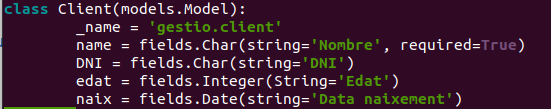 class Client(models.Model):
_name = 'gestio.client'
name = fields.Char(string='Nombre', required=True)
DNI = fields.Char(string='DNI')
edat = fields.Integer(String='Edat')
naix = fields.Date(string='Data naixement')